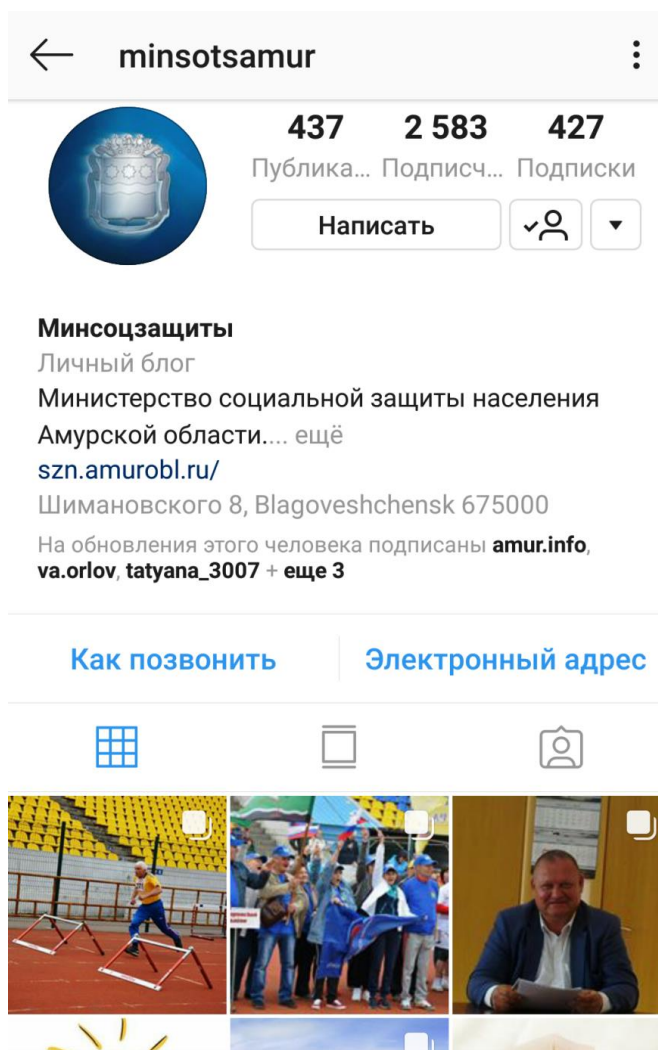 minsotsamur
437 2 583 427
Публика... Подписч... Подписки
Написать
Минсоцзащиты
Личный блог
Министерство социальной защиты населения
Амурской области.... ещё
szn.amurobl.ru/
Шимановского 8, Blagoveshchensk 675000
На обновления этого человека подписаны amur.info,
va.orlov, tatyana_3007 + еще 3
Как позвонить Электронный адрес